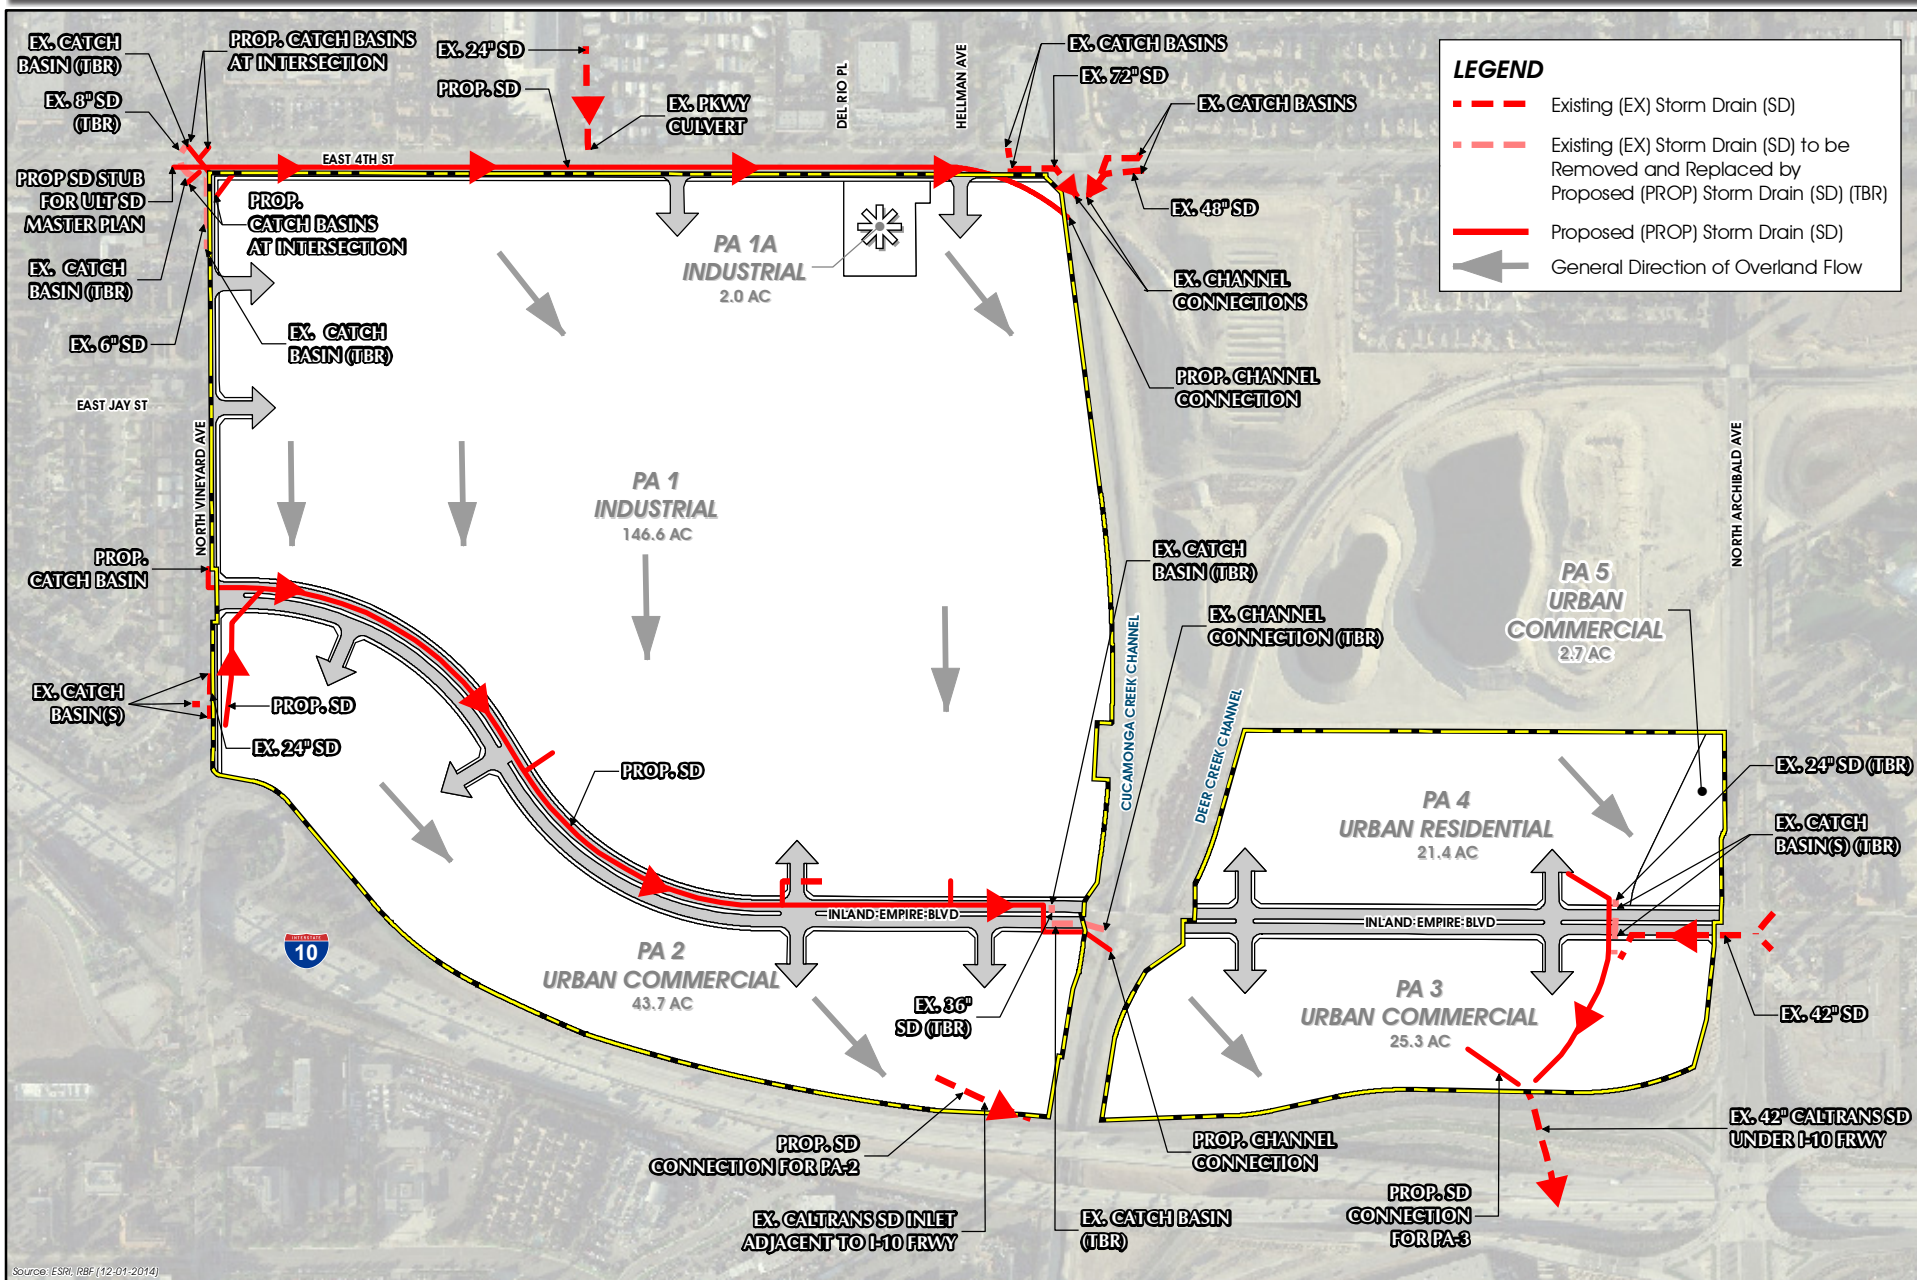 EX. CATCH
BASIN (TBR)
PROP. CATCH BASINS
AT INTERSECTION
EX. 24" SD
PROP. SD
EX. 8" SD
(TBR)
EX. PKWY
CULVERT
DEL RIO PL
HELLMAN AVE
EX. CATCH BASINS
EX. 72" SD
EX. CATCH BASINS
EX. 48" SD
LEGEND
Existing (EX) Storm Drain (SD)
Existing (EX) Storm Drain (SD) to be
Removed and Replaced by
Proposed (PROP) Storm Drain (SD) (TBR)
Proposed (PROP) Storm Drain (SD)
General Direction of Overland Flow
EAST 4TH ST
PROP SD STUB
FOR ULT SD
MASTER PLAN
PROP.
CATCH BASINS
AT INTERSECTION
EX. CATCH
BASIN (TBR)
EX. 6" SD
EX. CATCH
BASIN (TBR)
PA 1A
INDUSTRIAL
2.0 AC
EX. CHANNEL
CONNECTIONS
PROP. CHANNEL
CONNECTION
EAST JAY ST
NORTH VINEYARD AVE
NORTH ARCHIBALD AVE
PA 1
INDUSTRIAL
146.6 AC
PROP.
CATCH BASIN
EX. CATCH
BASIN (TBR)
EX. CHANNEL
CONNECTION (TBR)
PA 5
URBAN
COMMERCIAL
2.7 AC
CUCAMONGA CREEK CHANNEL
DEER CREEK CHANNEL
EX. CATCH
BASIN(S)
PROP. SD
EX. 24" SD
PROP. SD
EX. 24" SD (TBR)
EX. CATCH
BASIN(S) (TBR)
PA 4
URBAN RESIDENTIAL
21.4 AC
INLAND EMPIRE BLVD
INLAND EMPIRE BLVD
INTERSTATE
10
PA 2
URBAN COMMERCIAL
43.7 AC
EX. 36"
SD (TBR)
PA 3
URBAN COMMERCIAL
25.3 AC
EX. 42" SD
PROP. SD
CONNECTION FOR PA-2
PROP. CHANNEL
CONNECTION
EX. 42" CALTRANS SD
UNDER I-10 FRWY
EX. CALTRANS SD INLET
ADJACENT TO I-10 FRWY
EX. CATCH BASIN
(TBR)
PROP. SD
CONNECTION
FOR PA-3
Source: ESRI, RBF (12-01-2014)